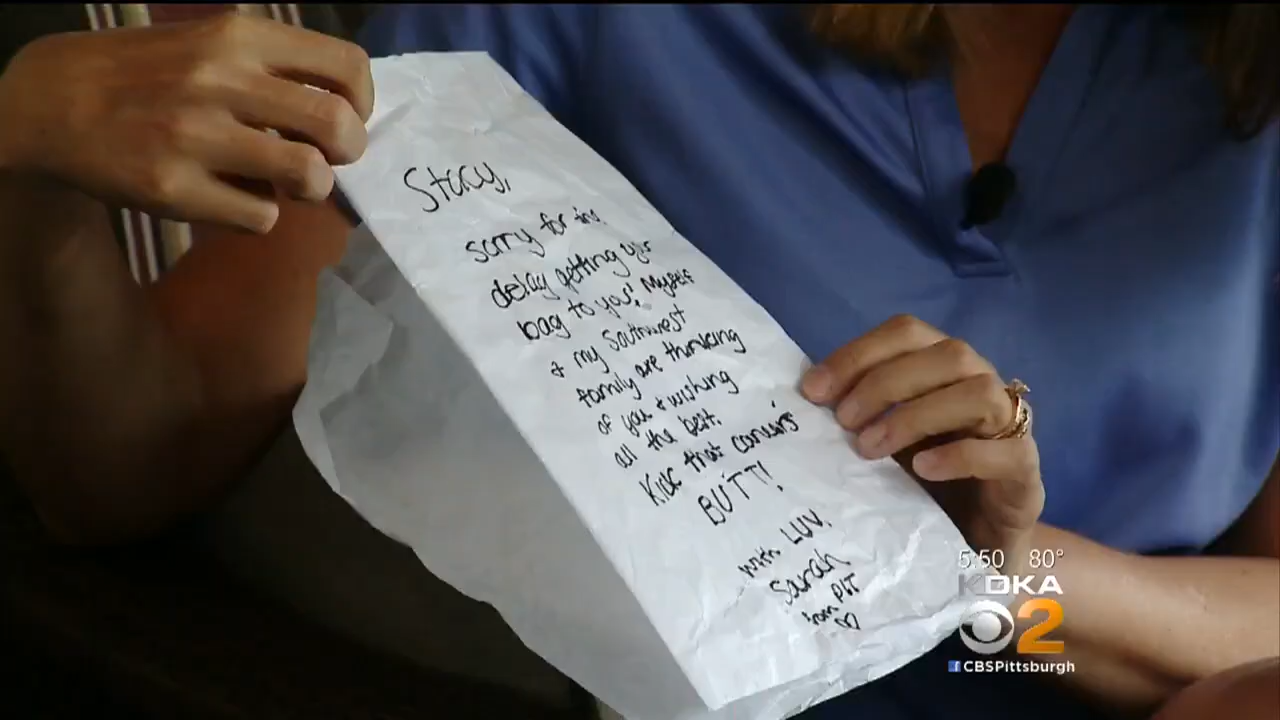 Stacy,
sorry for the
delay getting your
bag to you! Myself
+ my Southwest
family are thinking
of you + wishing
all the best.
Kick that cancers'
BUTT!
with LUV,
Sarah
from PIT
5:50 80°
KDKA
2
f CBSPittsburgh